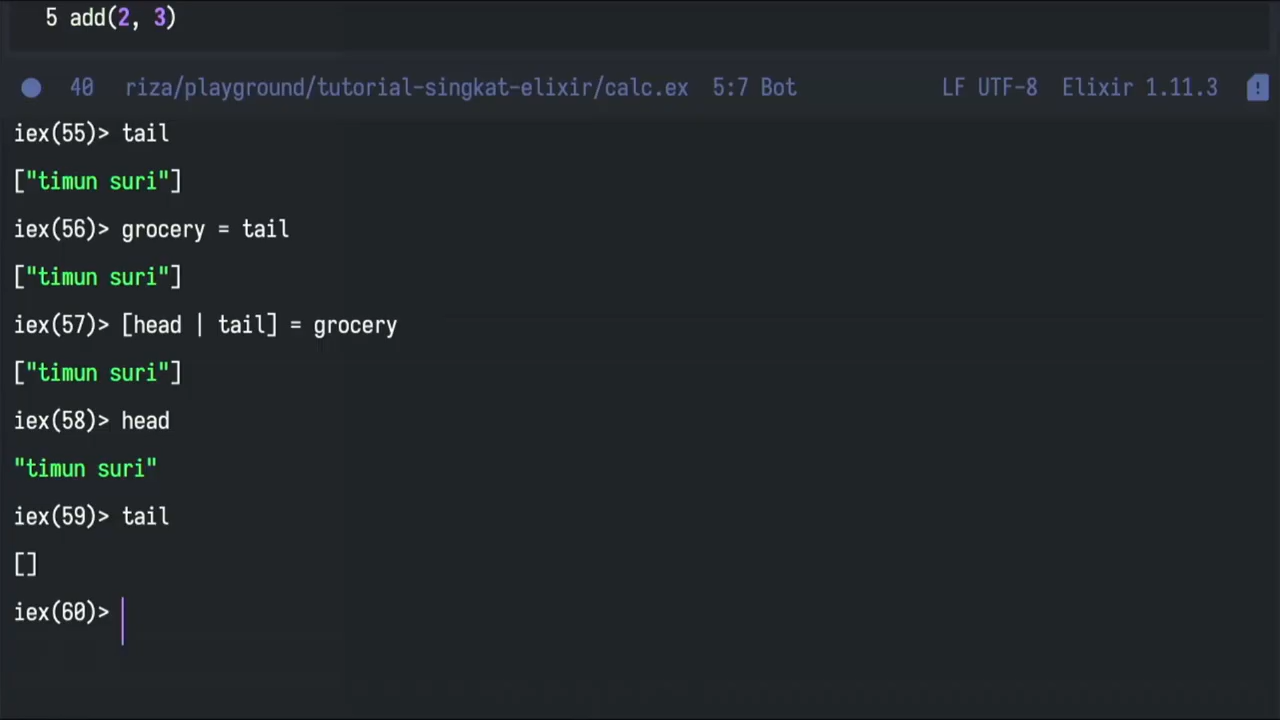 5 add(2, 3)
40 riza/playground/tutorial-singkat-elixir/calc.ex 5:7 Bot LF UTF-8 Elixir 1.11.3
iex(55)> tail
["timun suri"]
iex(56)> grocery = tail
["timun suri"]
iex(57)> [head | tail] = grocery
["timun suri"]
iex(58)> head
"timun suri"
iex(59)> tail
[]
iex(60)>